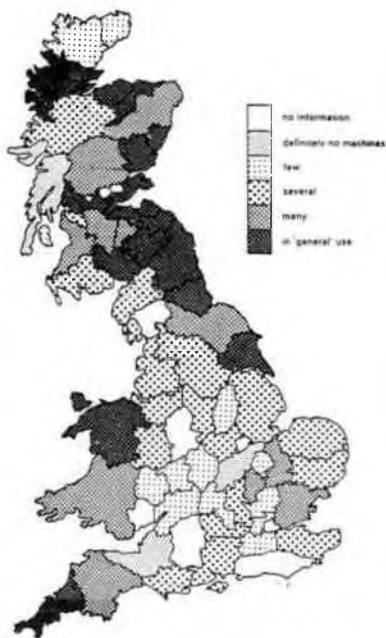 no information
definitely no machines
few
several
many
in 'general' use